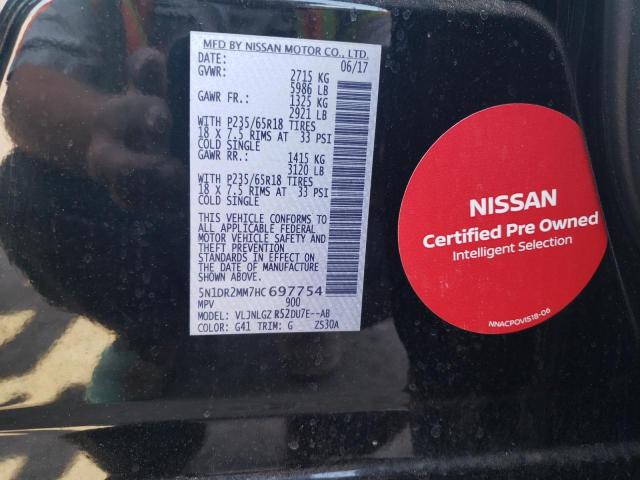 MFD BY NISSAN MOTOR CO., LTD.
DATE: 06/17
GVWR: 2715 KG
5986 LB
GAWR FR.: 1325 KG
2921 LB
WITH P235/65R18 TIRES
18 X 7.5 RIMS AT 33 PSI
COLD SINGLE
GAWR RR.: 1415 KG
3120 LB
WITH P235/65R18 TIRES
18 X 7.5 RIMS AT 33 PSI
COLD SINGLE
THIS VEHICLE CONFORMS TO
ALL APPLICABLE FEDERAL
MOTOR VEHICLE SAFETY AND
THEFT PREVENTION
STANDARDS IN EFFECT ON
THE DATE OF MANUFACTURE
SHOWN ABOVE.
5N1DR2MM7HC697754
MPV 900
MODEL: VLJNLGZ R52DU7E--AB
COLOR: G41 TRIM: G ZS30A
NISSAN
Certified Pre Owned
Intelligent Selection
NNACPOVIS18-06